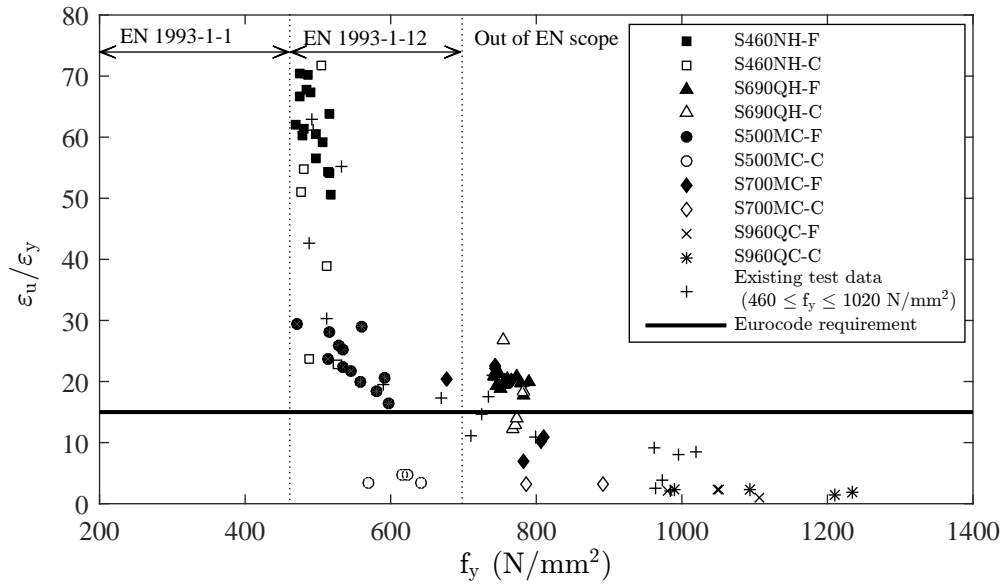 80
70
60
50
40
30
20
10
0
εu/εy
EN 1993-1-1
EN 1993-1-12
Out of EN scope
S460NH-F
S460NH-C
S690QH-F
S690QH-C
S500MC-F
S500MC-C
S700MC-F
S700MC-C
S960QC-F
S960QC-C
Existing test data
(460 ≤ fy ≤ 1020 N/mm²)
Eurocode requirement
200 400 600 800 1000 1200 1400
fy (N/mm²)